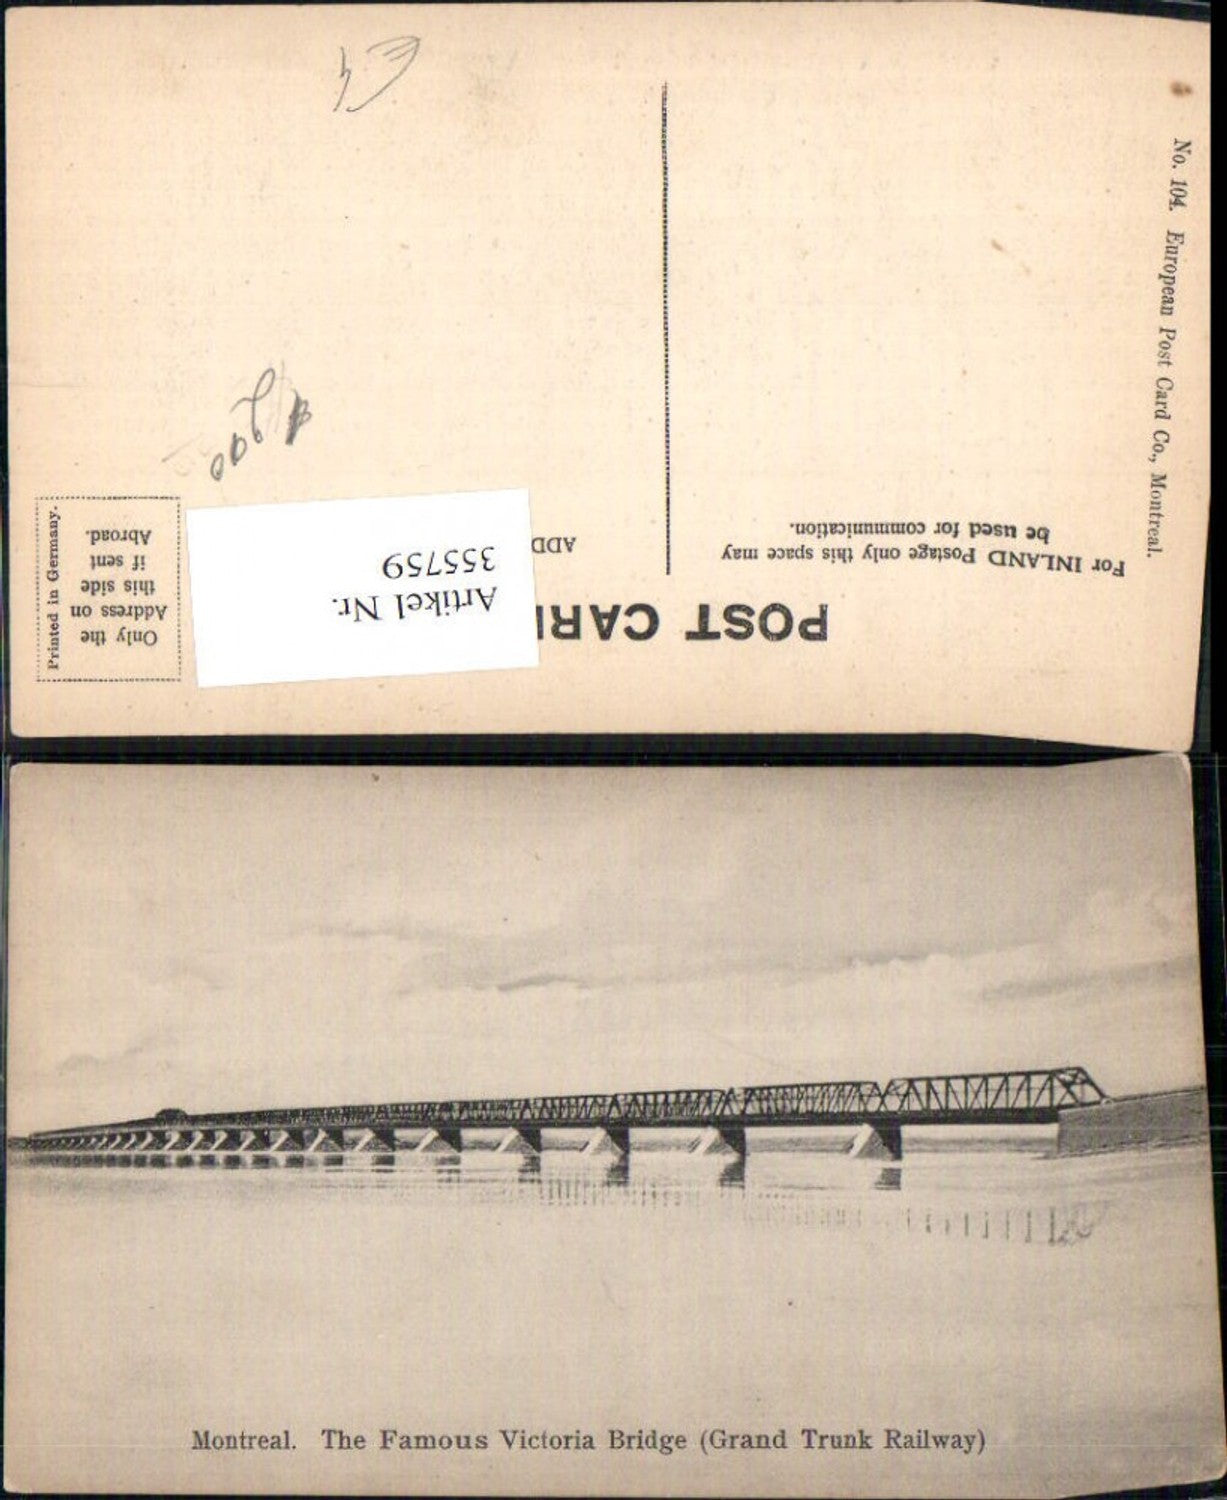 POST CAR
For INLAND Postage only this space may
be used for communication.
ADD
Only the
Address on
this side
if sent
Abroad.
Printed in Germany.
Artikel Nr.
355759
No. 104. European Post Card Co., Montreal.
Montreal. The Famous Victoria Bridge (Grand Trunk Railway)